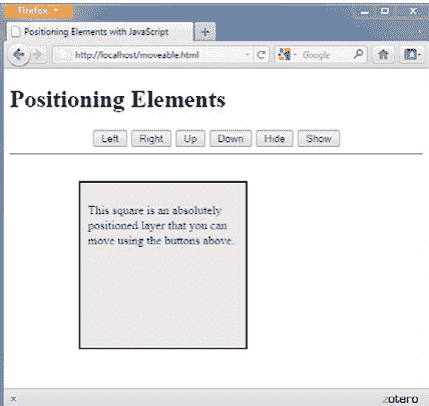 Firefox
Positioning Elements with JavaScript
http://localhost/moveable.html
Google
Positioning Elements
Left Right Up Down Hide Show
This square is an absolutely
positioned layer that you can
move using the buttons above.
× zotero